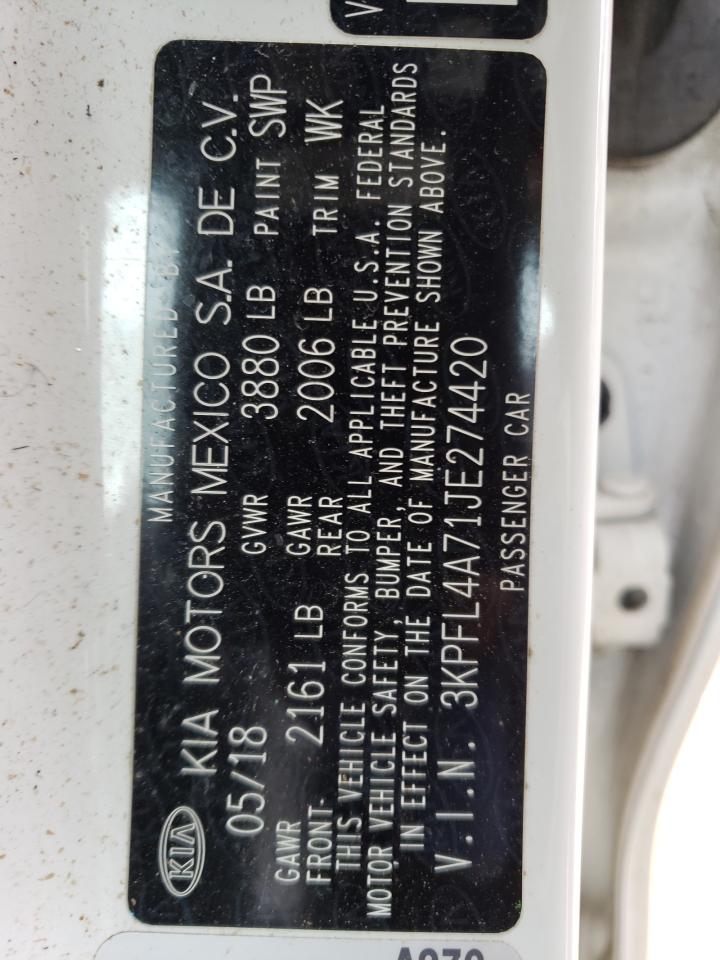 MANUFACTURED BY
KIA KIA MOTORS MEXICO S.A. DE C.V.
05/18 GVWR 3880 LB PAINT SWP
GAWR FRONT 2161 LB GAWR REAR 2006 LB TRIM WK
THIS VEHICLE CONFORMS TO ALL APPLICABLE U.S.A. FEDERAL
MOTOR VEHICLE SAFETY, BUMPER, AND THEFT PREVENTION STANDARDS
IN EFFECT ON THE DATE OF MANUFACTURE SHOWN ABOVE.
V.I.N. 3KPFL4A71JE274420
PASSENGER CAR